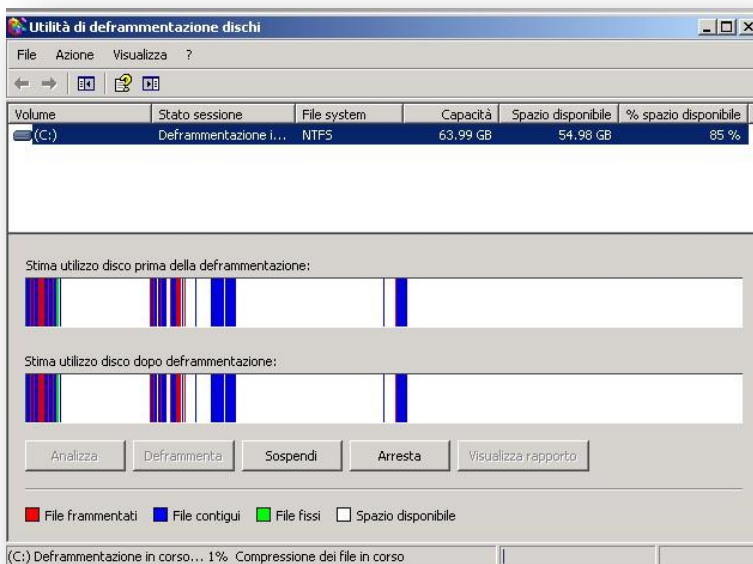 Utilità di deframmentazione dischi
File Azione Visualizza ?
Volume Stato sessione File system Capacità Spazio disponibile % spazio disponibile
(C:) Deframmentazione i... NTFS 63.99 GB 54.98 GB 85 %
Stima utilizzo disco prima della deframmentazione:
Stima utilizzo disco dopo deframmentazione:
Analizza Deframmenta Sospendi Arresta Visualizza rapporto
File frammentati File contigui File fissi Spazio disponibile
(C:) Deframmentazione in corso... 1% Compressione dei file in corso